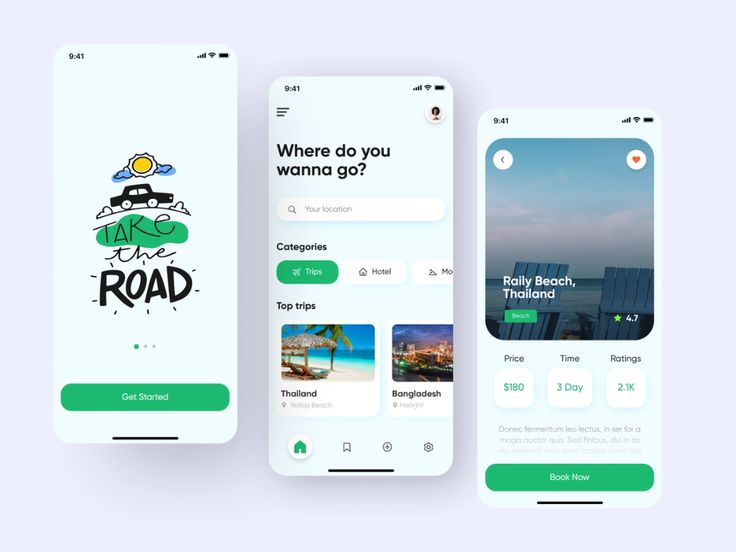 9:41
TAKE
the
ROAD
Get Started
9:41
Where do you
wanna go?
Your location
Categories
Trips
Hotel
Mo
Top trips
Thailand
Railay Beach
Bangladesh
Hatirjhil
9:41
Raily Beach,
Thailand
Beach
4.7
Price
Time
Ratings
$180
3 Day
2.1K
Donec fermentum leo lectus, in ser for a
moga auctor quis. Sed finibus, dui in as
Book Now